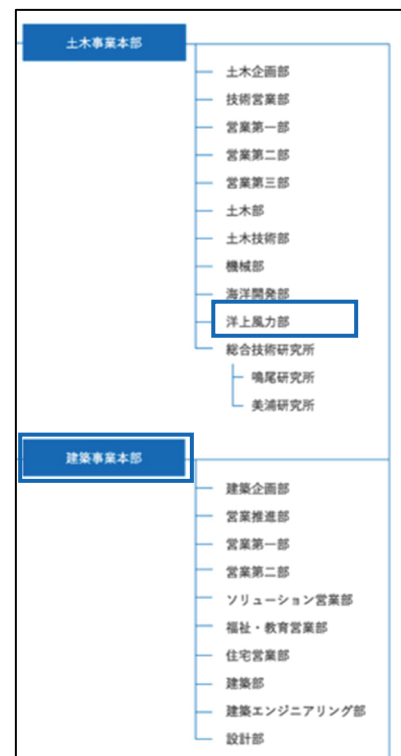 土木事業本部
土木企画部
技術営業部
営業第一部
営業第二部
営業第三部
土木部
土木技術部
機械部
海洋開発部
洋上風力部
総合技術研究所
鳴尾研究所
美浦研究所
建築事業本部
建築企画部
営業推進部
営業第一部
営業第二部
ソリューション営業部
福祉・教育営業部
住宅営業部
建築部
建築エンジニアリング部
設計部